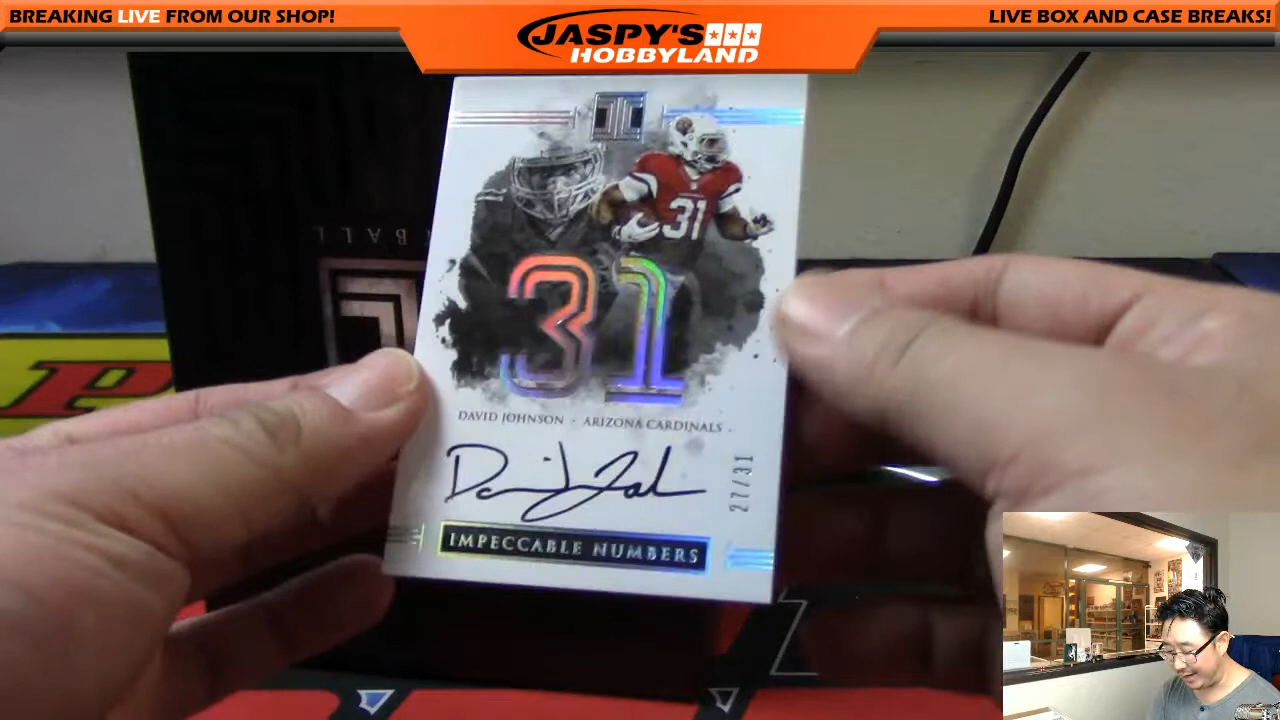 BREAKING LIVE FROM OUR SHOP!
JASPY'S
HOBBYLAND
LIVE BOX AND CASE BREAKS!
31
31
DAVID JOHNSON · ARIZONA CARDINALS
27/31
IMPECCABLE NUMBERS
P